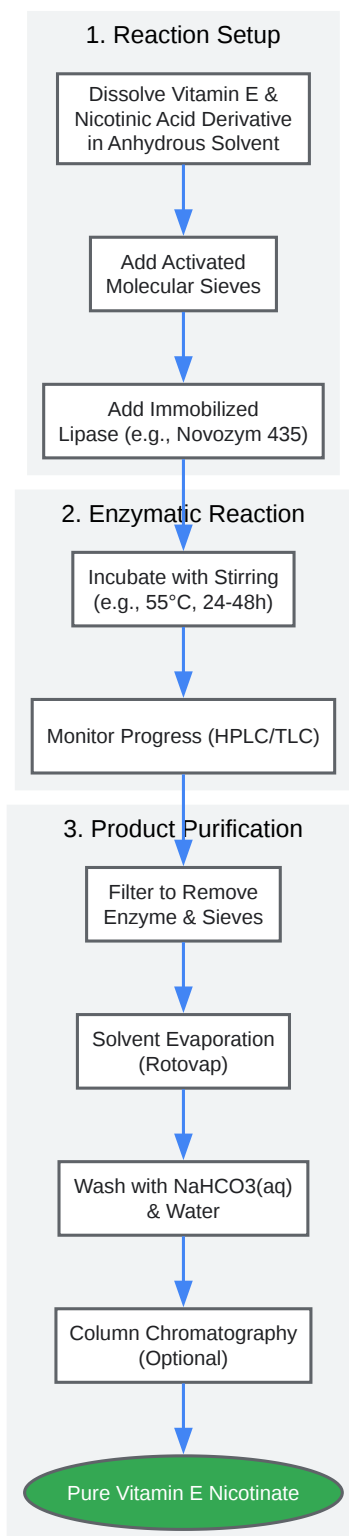 1. Reaction Setup
Dissolve Vitamin E &
Nicotinic Acid Derivative
in Anhydrous Solvent
Add Activated
Molecular Sieves
Add Immobilized
Lipase (e.g., Novozym 435)
2. Enzymatic Reaction
Incubate with Stirring
(e.g., 55°C, 24-48h)
Monitor Progress (HPLC/TLC)
3. Product Purification
Filter to Remove
Enzyme & Sieves
Solvent Evaporation
(Rotovap)
Wash with NaHCO3(aq)
& Water
Column Chromatography
(Optional)
Pure Vitamin E Nicotinate